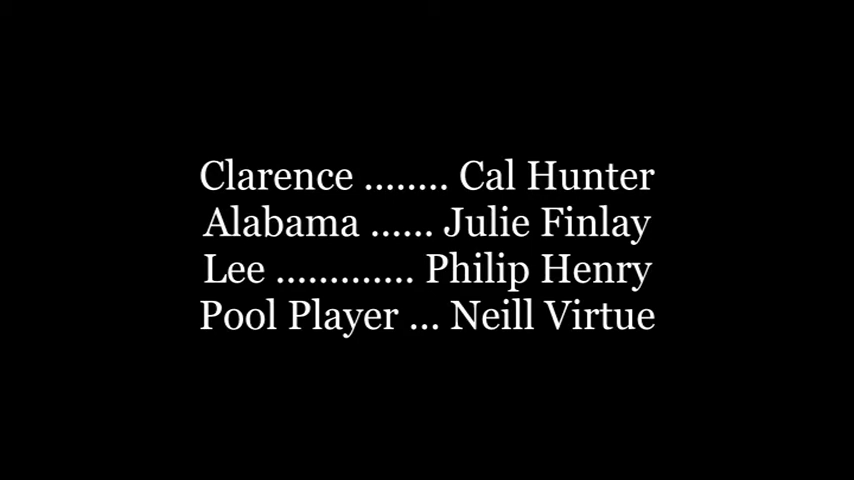 Clarence ........ Cal Hunter
Alabama ...... Julie Finlay
Lee ............. Philip Henry
Pool Player ... Neill Virtue